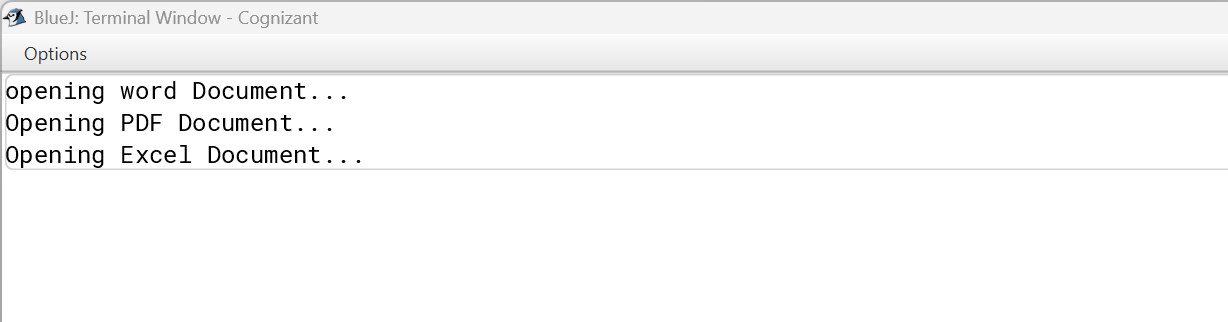 BlueJ: Terminal Window - Cognizant
Options
opening word Document...
Opening PDF Document...
Opening Excel Document...